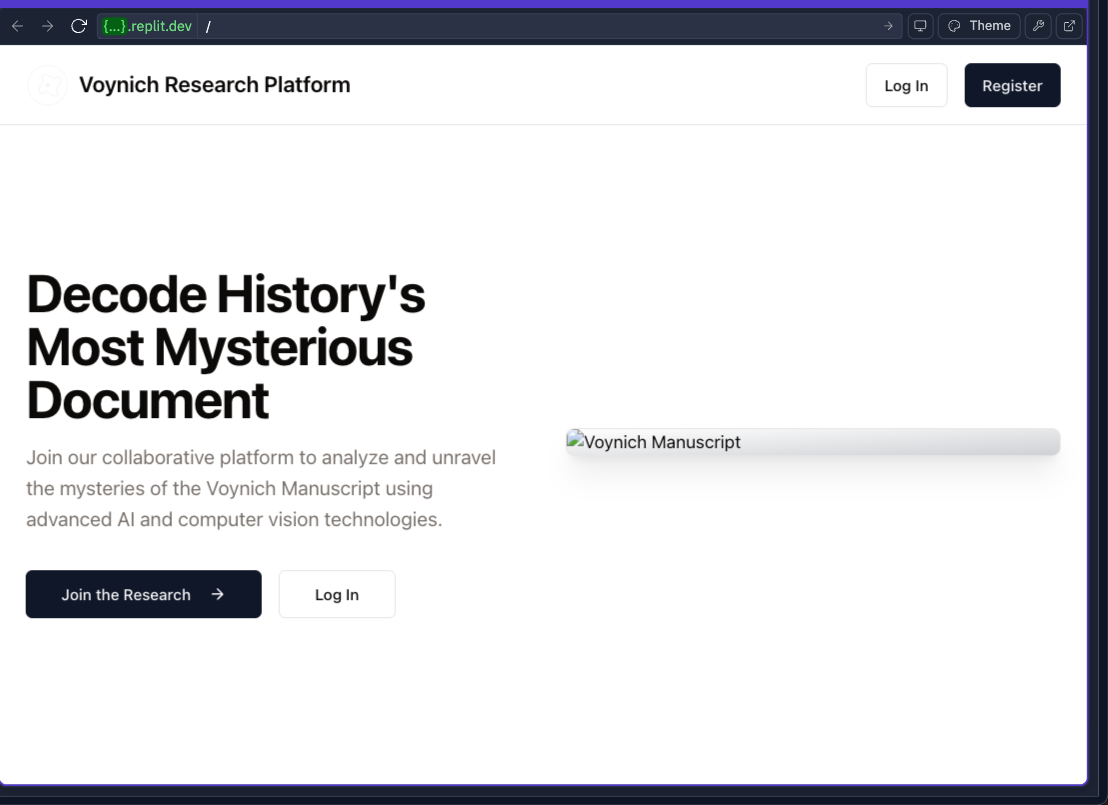 {...}.replit.dev /
Theme
Voynich Research Platform
Log In
Register
Decode History's
Most Mysterious
Document
Join our collaborative platform to analyze and unravel
the mysteries of the Voynich Manuscript using
advanced AI and computer vision technologies.
Join the Research
Log In
Voynich Manuscript